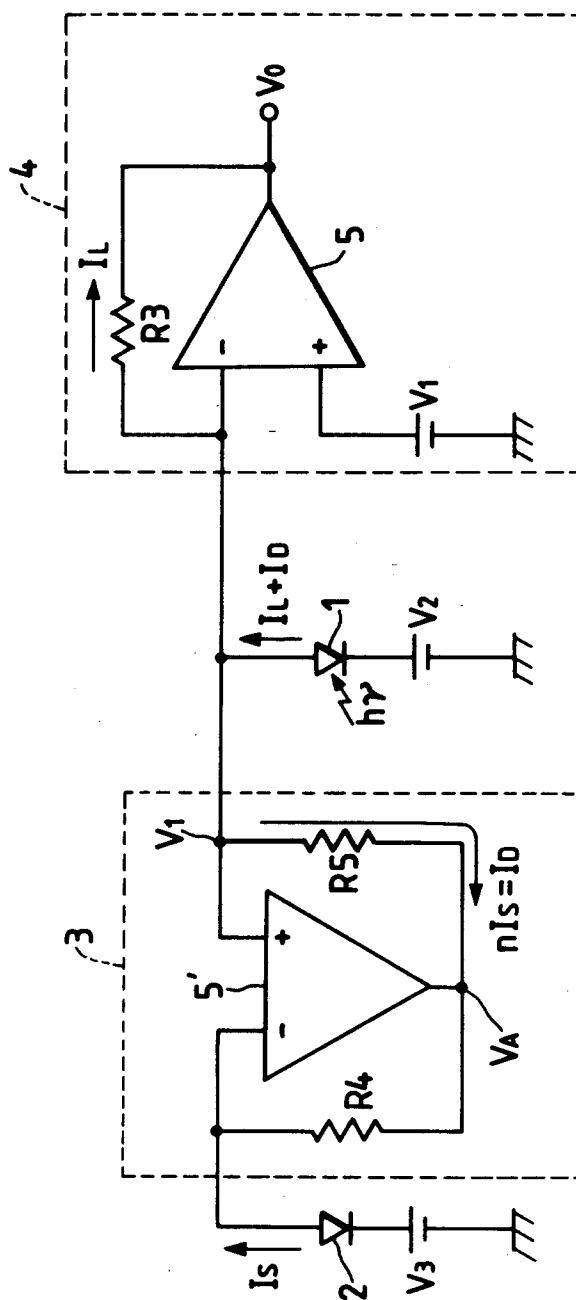 3
4
V1
5'
+
-
R4
R5
nIS=ID
VA
IS
2
V3
IL+ID
1
hγ
V2
IL
R3
-
+
5
V0
V1